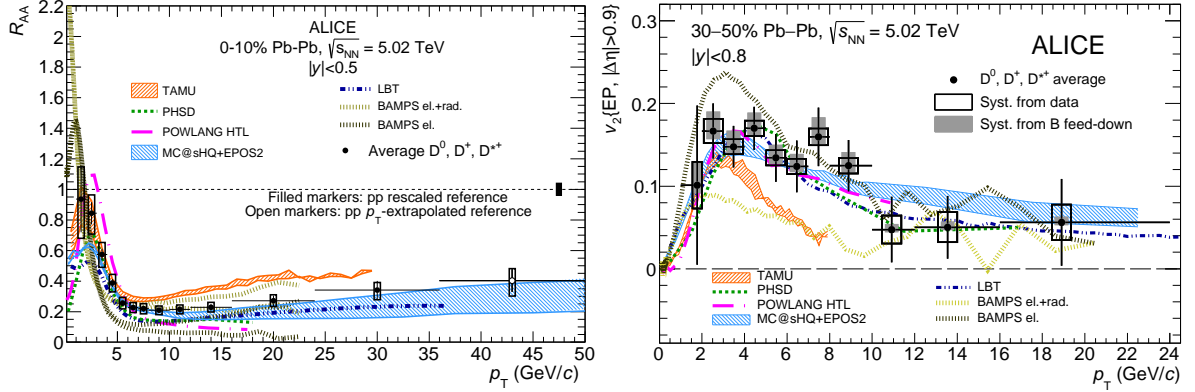 R_AA
2.2
2
1.8
1.6
1.4
1.2
1
0.8
0.6
0.4
0.2
0
ALICE
0-10% Pb-Pb, √s_NN = 5.02 TeV
|y|<0.5
TAMU
PHSD
POWLANG HTL
MC@sHQ+EPOS2
LBT
BAMPS el.+rad.
BAMPS el.
Average D⁰, D⁺, D*⁺
Filled markers: pp rescaled reference
Open markers: pp p_T-extrapolated reference
5 10 15 20 25 30 35 40 45 50
p_T (GeV/c)
v₂{EP, |Δη|>0.9}
0.3
0.2
0.1
0
30–50% Pb–Pb, √s_NN = 5.02 TeV
|y|<0.8
ALICE
D⁰, D⁺, D*⁺ average
Syst. from data
Syst. from B feed-down
TAMU
PHSD
POWLANG HTL
MC@sHQ+EPOS2
LBT
BAMPS el.+rad.
BAMPS el.
0 2 4 6 8 10 12 14 16 18 20 22 24
p_T (GeV/c)